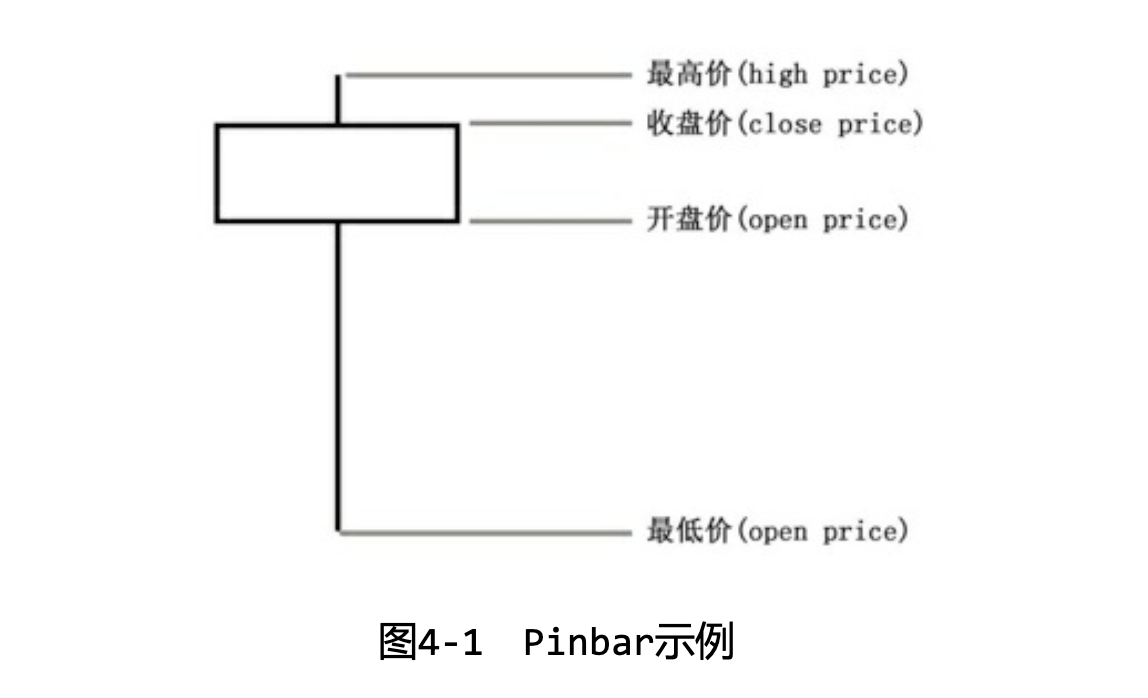 最高价(high price)
收盘价(close price)
开盘价(open price)
最低价(open price)
图4-1 Pinbar示例